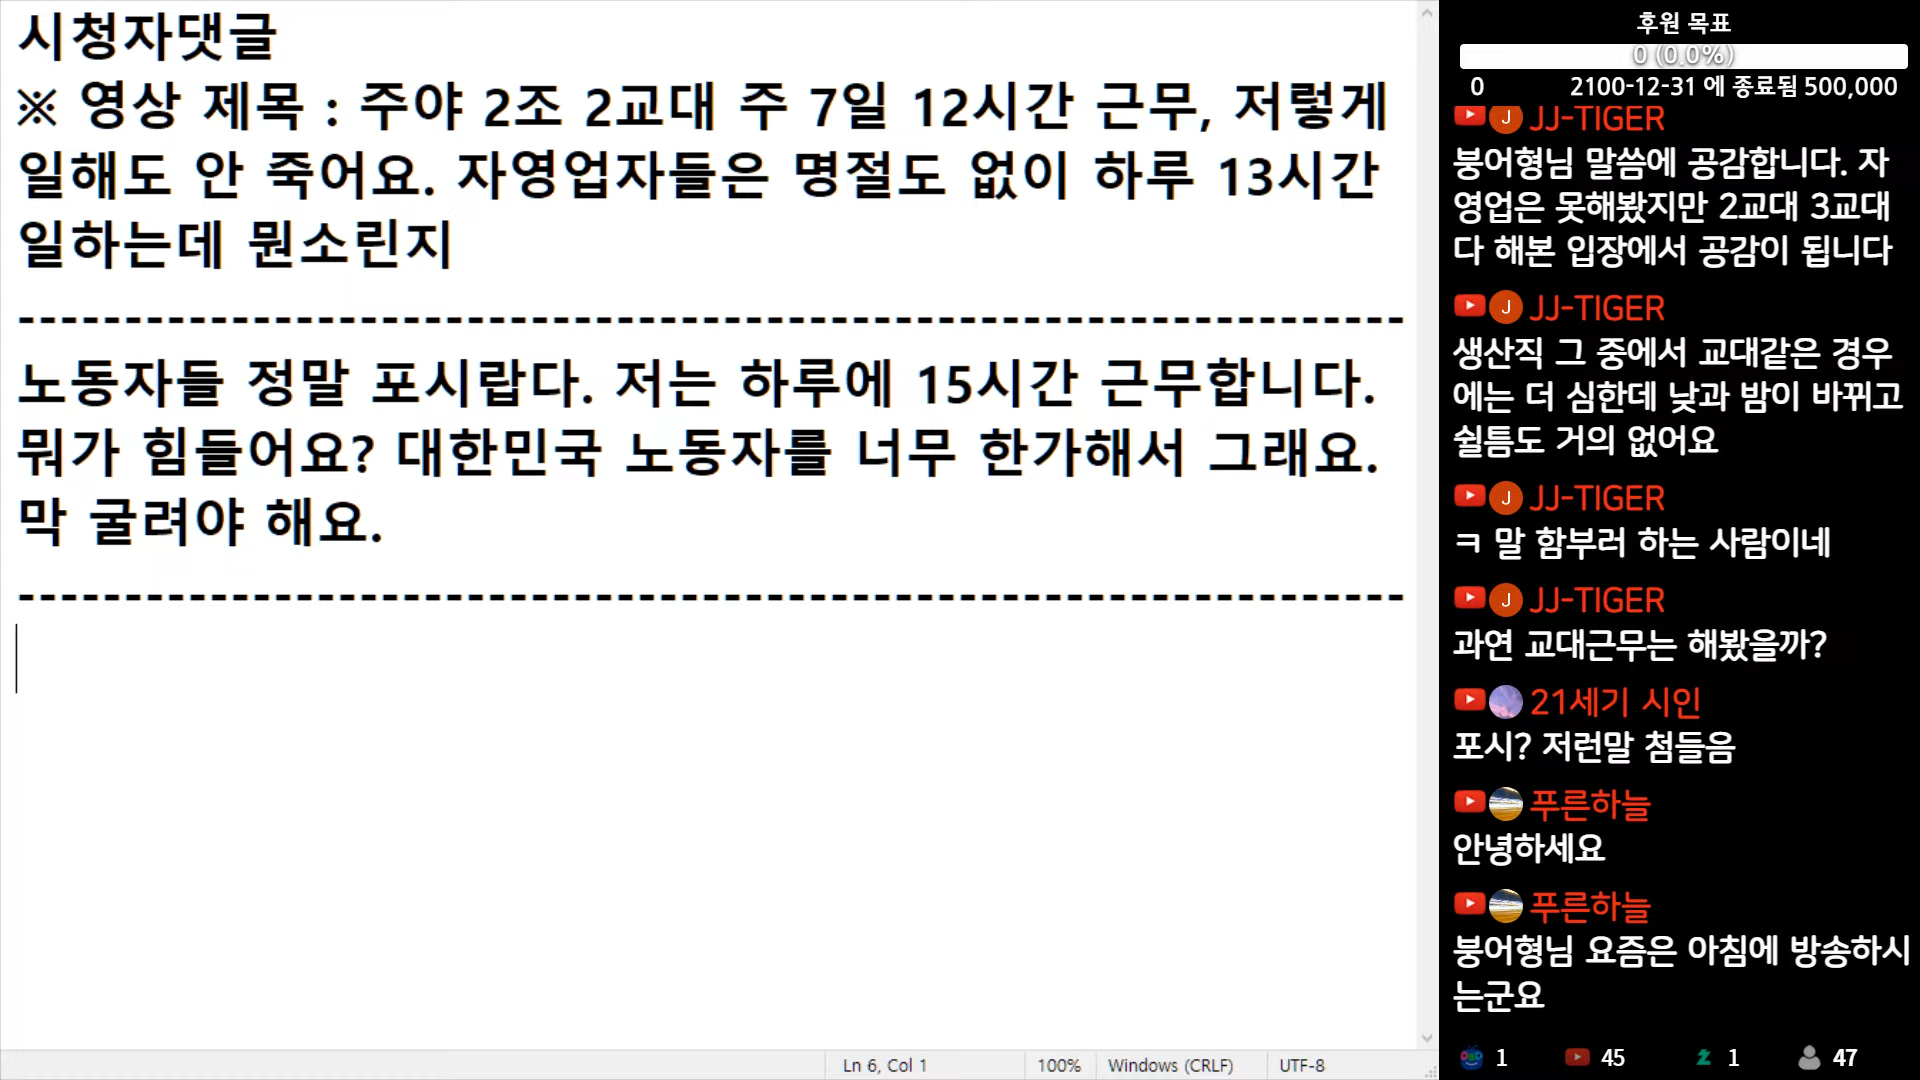 시청자댓글
※ 영상 제목 : 주야 2조 2교대 주 7일 12시간 근무, 저렇게
일해도 안 죽어요. 자영업자들은 명절도 없이 하루 13시간
일하는데 뭔소린지
------------------------------------------------------------------
노동자들 정말 포시랍다. 저는 하루에 15시간 근무합니다.
뭐가 힘들어요? 대한민국 노동자를 너무 한가해서 그래요.
막 굴려야 해요.
------------------------------------------------------------------
Ln 6, Col 1
100%
Windows (CRLF)
UTF-8
후원 목표
0 (0.0%)
0
2100-12-31 에 종료됨 500,000
J JJ-TIGER
붕어형님 말씀에 공감합니다. 자
영업은 못해봤지만 2교대 3교대
다 해본 입장에서 공감이 됩니다
J JJ-TIGER
생산직 그 중에서 교대같은 경우
에는 더 심한데 낮과 밤이 바뀌고
쉴틈도 거의 없어요
J JJ-TIGER
ㅋ 말 함부러 하는 사람이네
J JJ-TIGER
과연 교대근무는 해봤을까?
21세기 시인
포시? 저런말 첨들음
푸른하늘
안녕하세요
푸른하늘
붕어형님 요즘은 아침에 방송하시
는군요
1
45
1
47